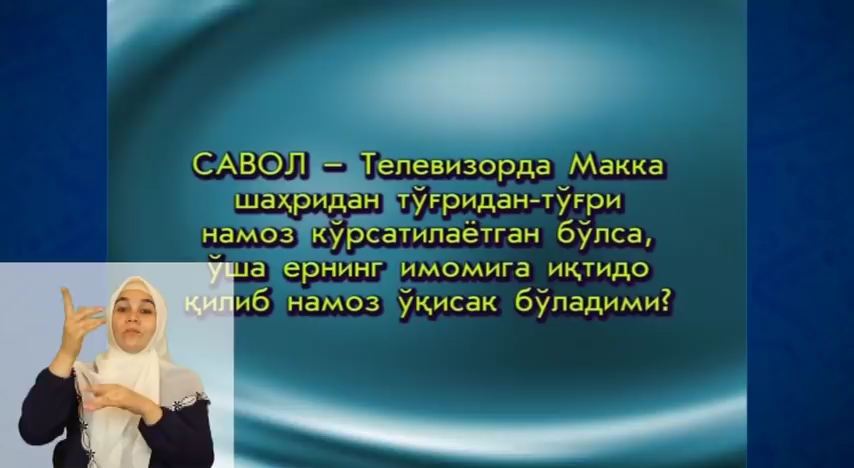 САВОЛ – Телевизорда Макка
шаҳридан тўғридан-тўғри
намоз кўрсатилаётган бўлса,
ўша ернинг имомига иқтидо
қилиб намоз ўқисак бўладими?